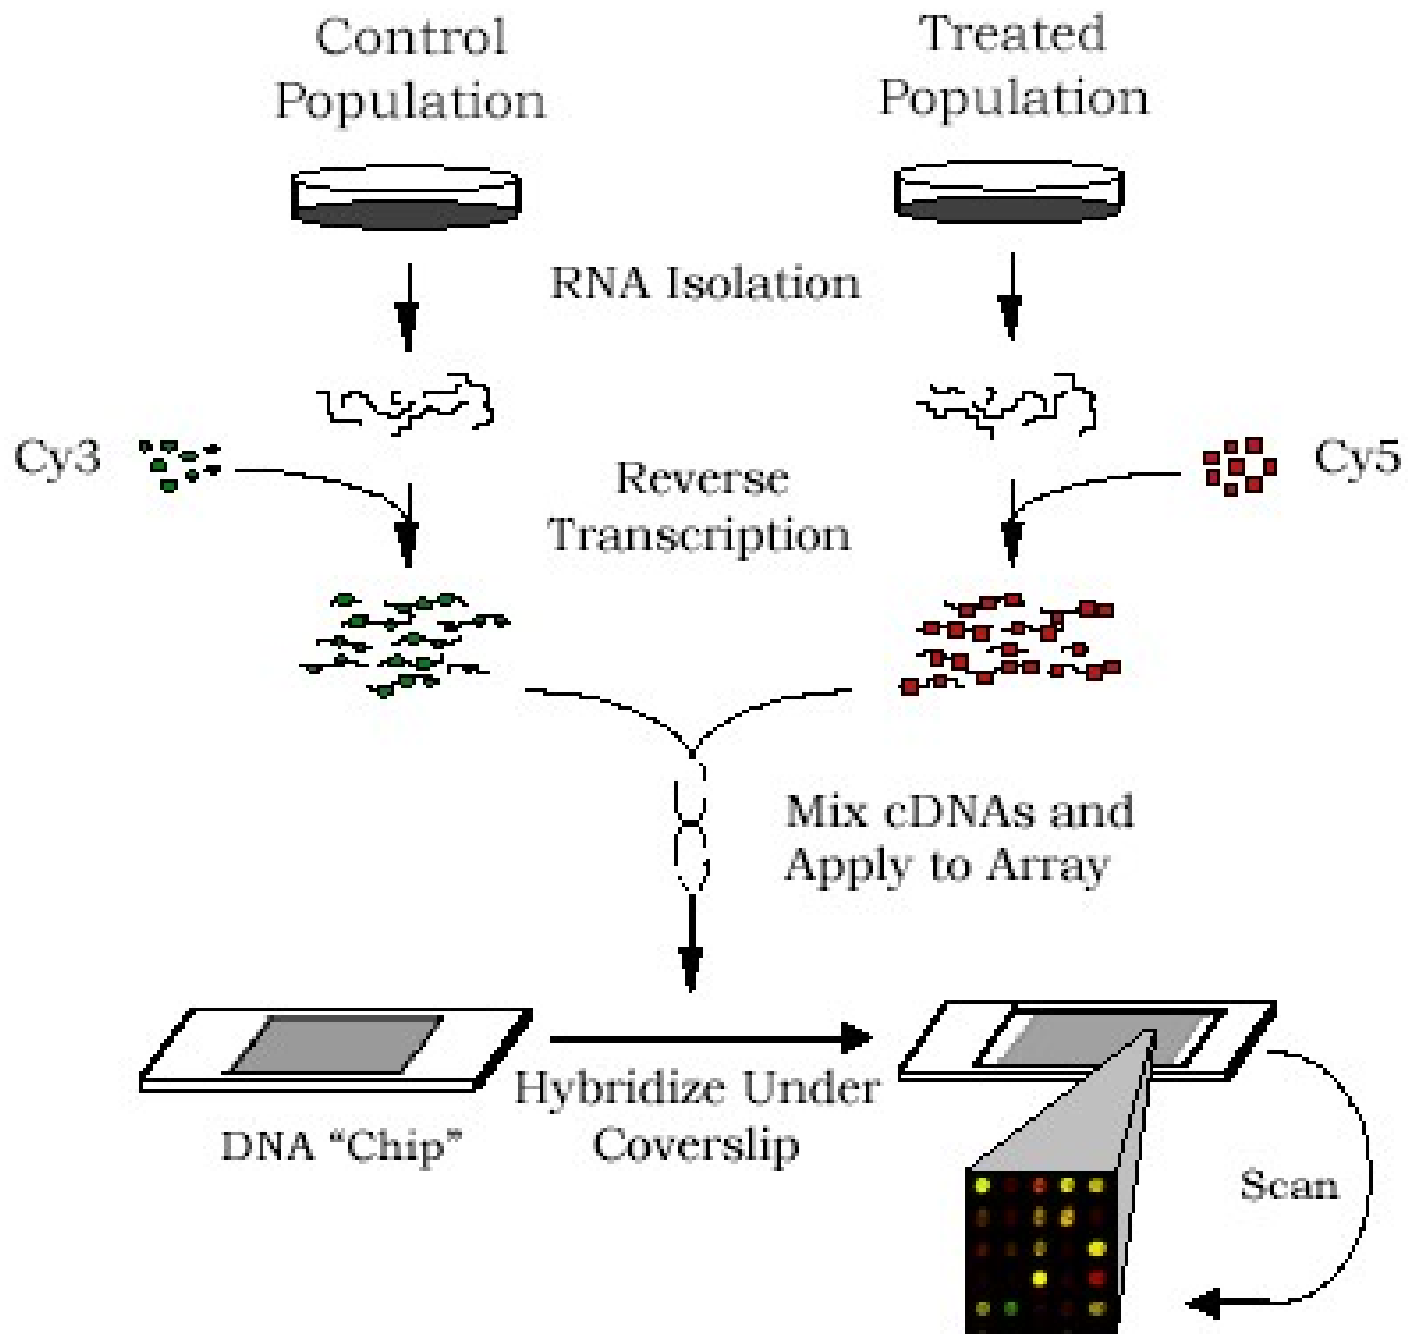 Control
Population
Treated
Population
RNA Isolation
Cy3
Cy5
Reverse
Transcription
Mix cDNAs and
Apply to Array
Hybridize Under
Coverslip
DNA “Chip”
Scan